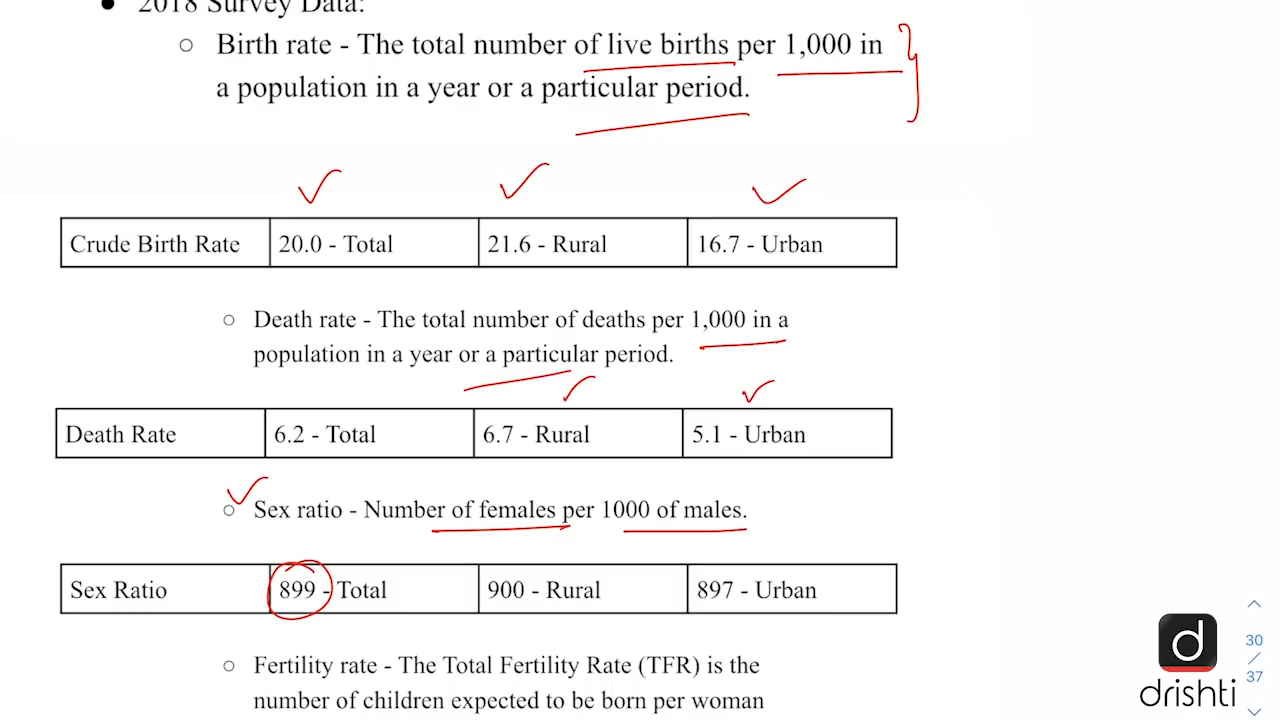 2018 Survey Data:
Birth rate - The total number of live births per 1,000 in
a population in a year or a particular period.
Crude Birth Rate 20.0 - Total 21.6 - Rural 16.7 - Urban
Death rate - The total number of deaths per 1,000 in a
population in a year or a particular period.
Death Rate 6.2 - Total 6.7 - Rural 5.1 - Urban
Sex ratio - Number of females per 1000 of males.
Sex Ratio 899 - Total 900 - Rural 897 - Urban
Fertility rate - The Total Fertility Rate (TFR) is the
number of children expected to be born per woman
d
drishti
30
/
37